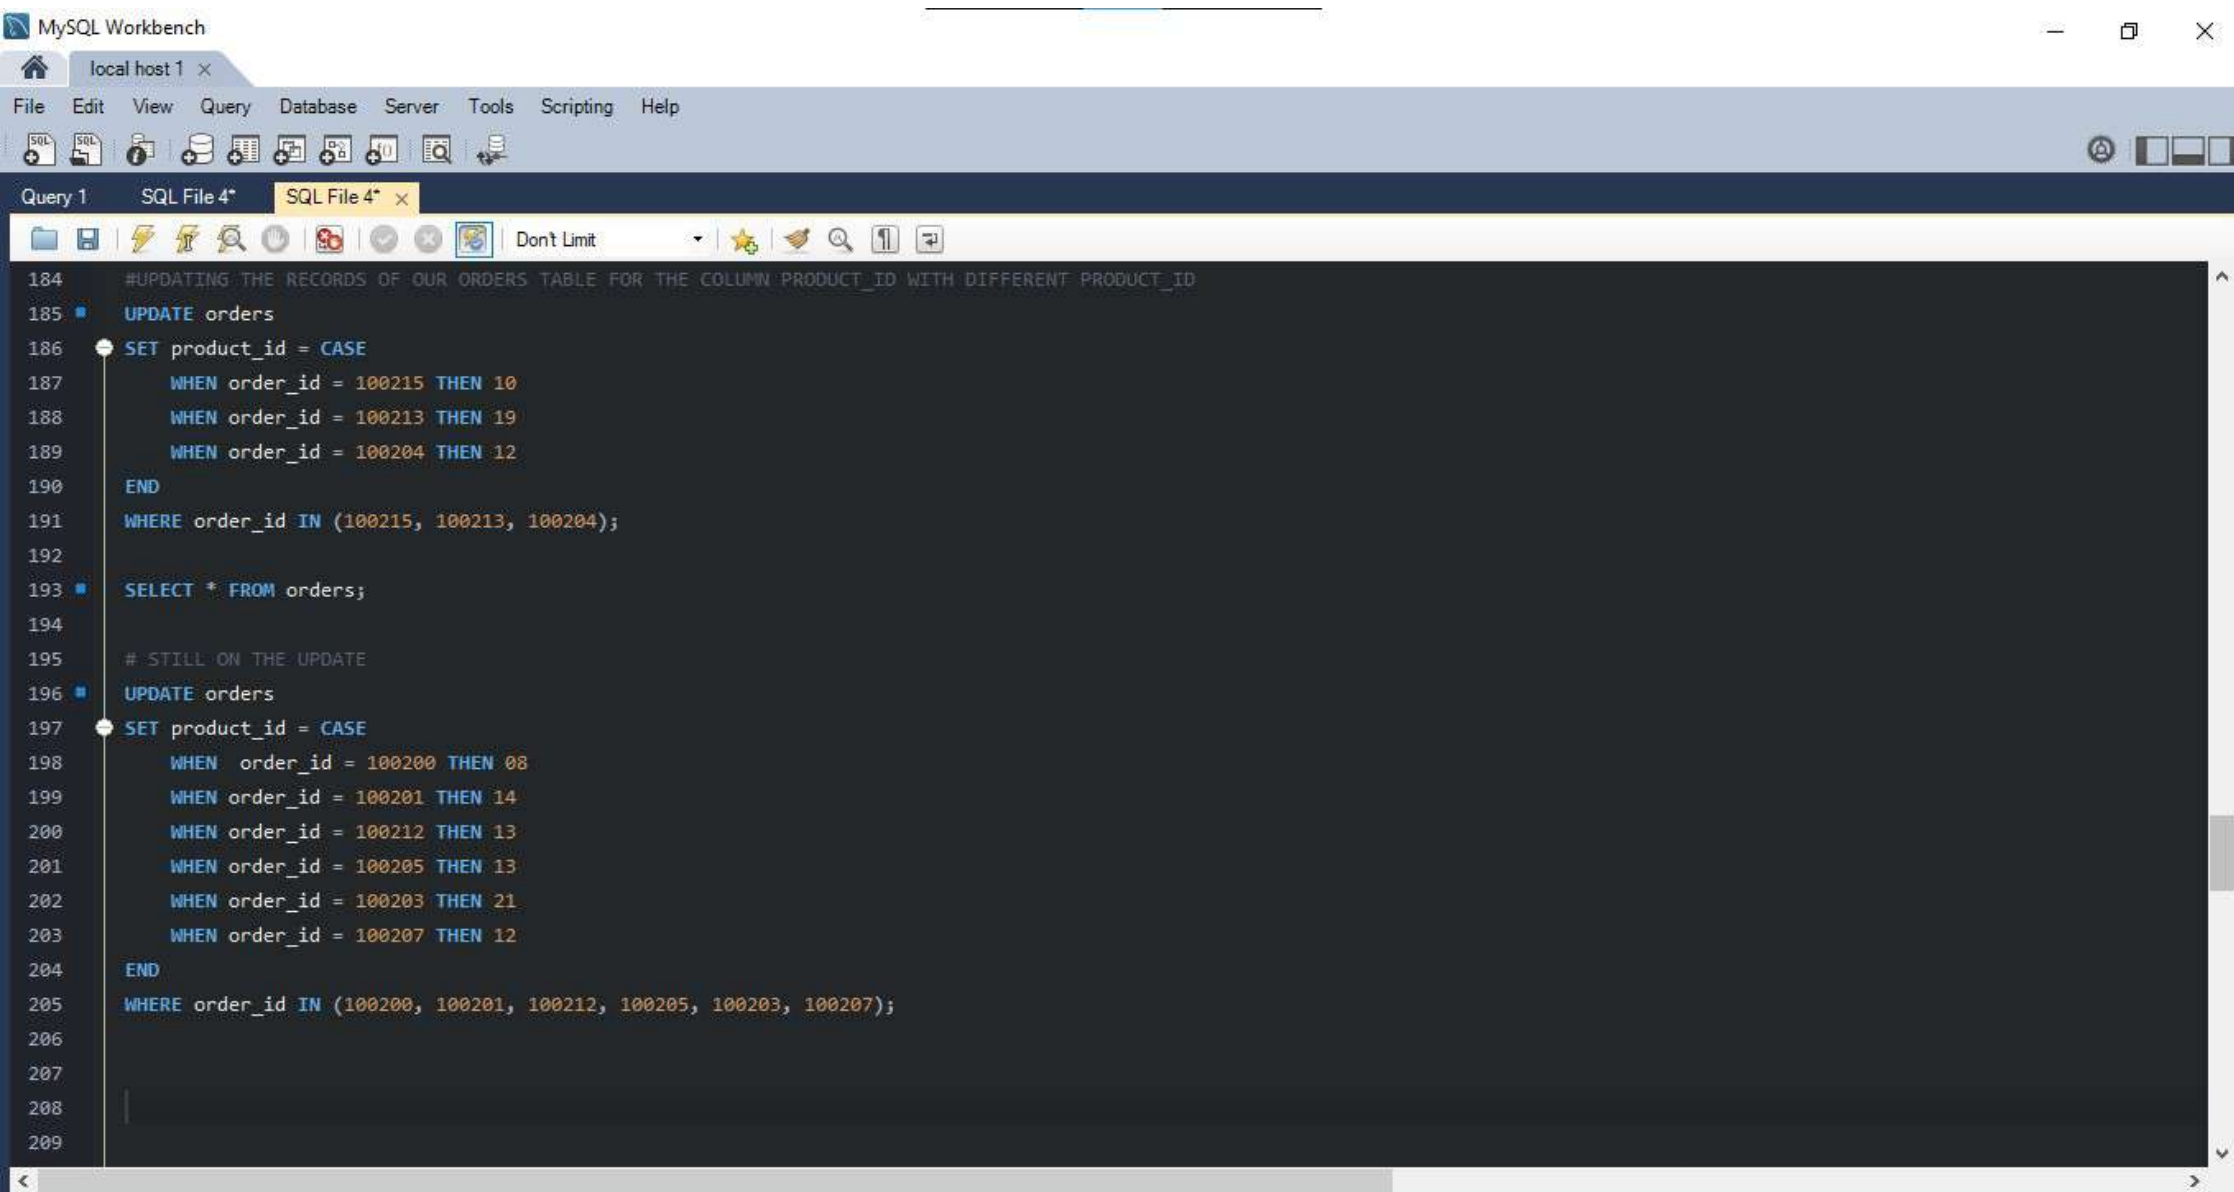 MySQL Workbench
local host 1
File Edit View Query Database Server Tools Scripting Help
Query 1 SQL File 4* SQL File 4*
Don't Limit
184 #UPDATING THE RECORDS OF OUR ORDERS TABLE FOR THE COLUMN PRODUCT_ID WITH DIFFERENT PRODUCT_ID
185 UPDATE orders
186 SET product_id = CASE
187 WHEN order_id = 100215 THEN 10
188 WHEN order_id = 100213 THEN 19
189 WHEN order_id = 100204 THEN 12
190 END
191 WHERE order_id IN (100215, 100213, 100204);
192
193 SELECT * FROM orders;
194
195 # STILL ON THE UPDATE
196 UPDATE orders
197 SET product_id = CASE
198 WHEN  order_id = 100200 THEN 08
199 WHEN order_id = 100201 THEN 14
200 WHEN order_id = 100212 THEN 13
201 WHEN order_id = 100205 THEN 13
202 WHEN order_id = 100203 THEN 21
203 WHEN order_id = 100207 THEN 12
204 END
205 WHERE order_id IN (100200, 100201, 100212, 100205, 100203, 100207);
206
207
208
209